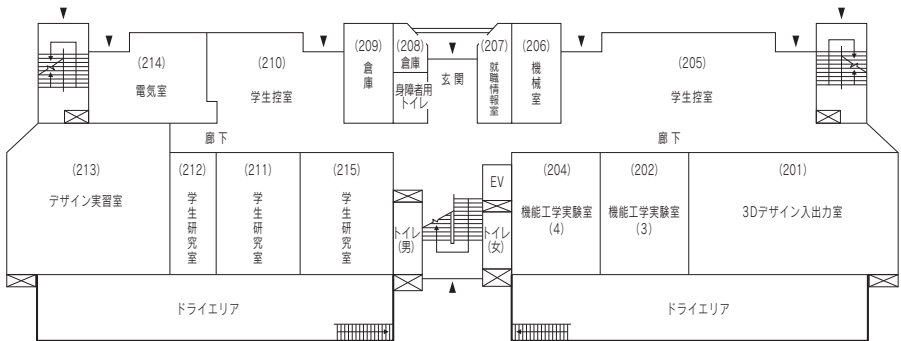 (214)
電気室
(210)
学生控室
(209)
倉庫
(208)
倉庫
身障者用
トイレ
玄関
(207)
就職情報室
(206)
機械室
(205)
学生控室
廊下
廊下
(213)
デザイン実習室
(212)
学生研究室
(211)
学生研究室
(215)
学生研究室
トイレ
(男)
EV
トイレ
(女)
(204)
機能工学実験室
(4)
(202)
機能工学実験室
(3)
(201)
3Dデザイン入出力室
ドライエリア
ドライエリア